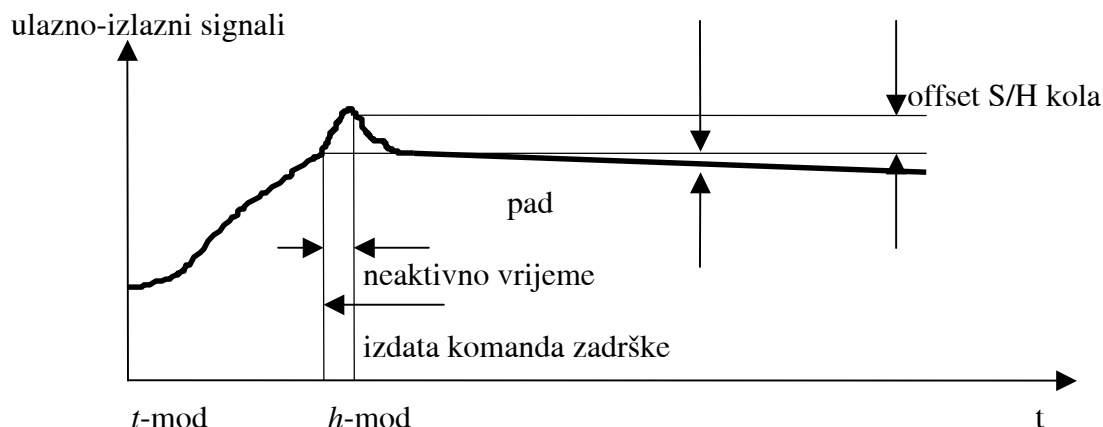 ulazno-izlazni signali
offset S/H kola
pad
neaktivno vrijeme
izdata komanda zadrške
t-mod h-mod t